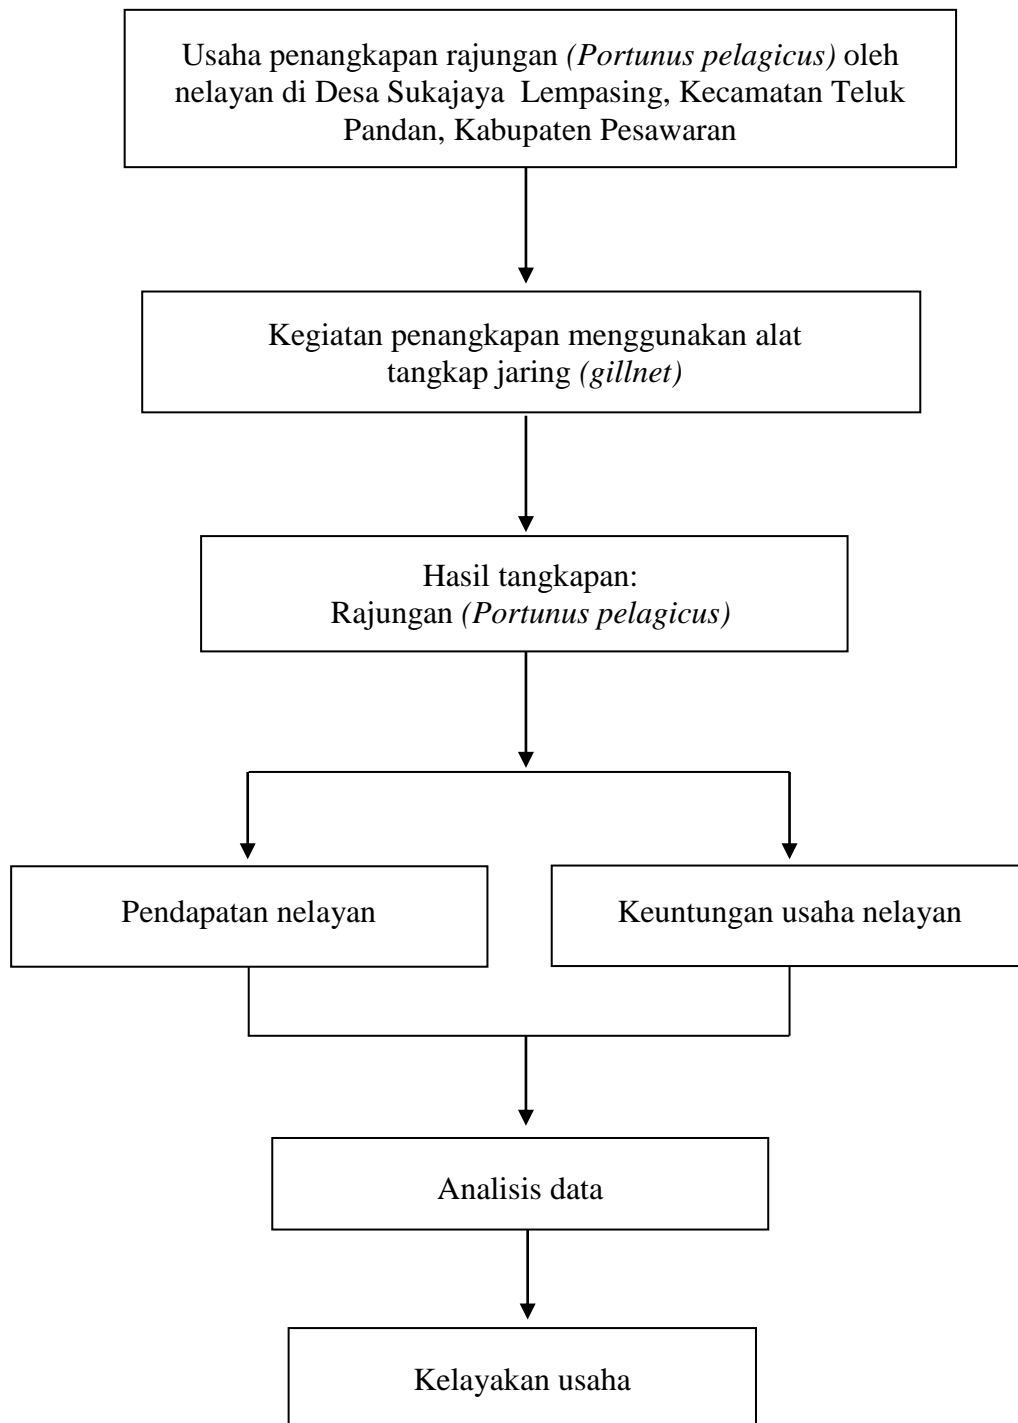 Usaha penangkapan rajungan (Portunus pelagicus) oleh
nelayan di Desa Sukajaya  Lempasing, Kecamatan Teluk
Pandan, Kabupaten Pesawaran
Kegiatan penangkapan menggunakan alat
tangkap jaring (gillnet)
Hasil tangkapan:
Rajungan (Portunus pelagicus)
Pendapatan nelayan
Keuntungan usaha nelayan
Analisis data
Kelayakan usaha